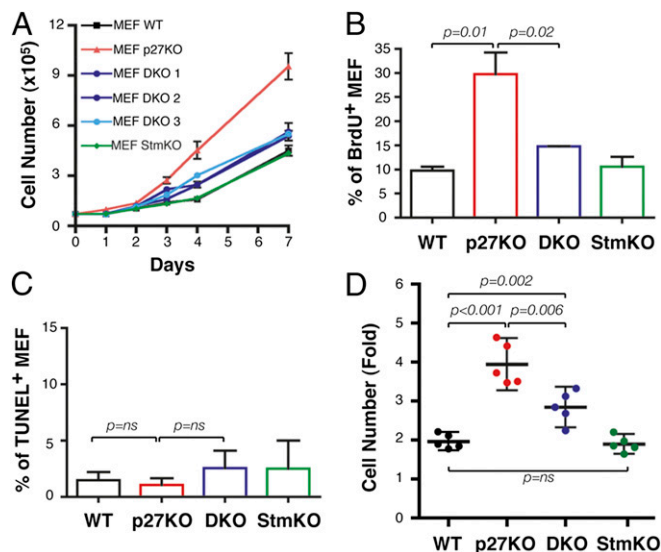 A
Cell Number (x10⁵)
12
9
6
3
0
MEF WT
MEF p27KO
MEF DKO 1
MEF DKO 2
MEF DKO 3
MEF StmKO
0 1 2 3 4 5 6 7
Days
B
% of BrdU⁺ MEF
40
35
30
25
20
15
10
5
0
p=0.01 p=0.02
WT p27KO DKO StmKO
C
% of TUNEL⁺ MEF
15
10
5
0
p=ns p=ns
WT p27KO DKO StmKO
D
Cell Number (Fold)
6
5
4
3
2
1
0
p=0.002
p<0.001 p=0.006
p=ns
WT p27KO DKO StmKO